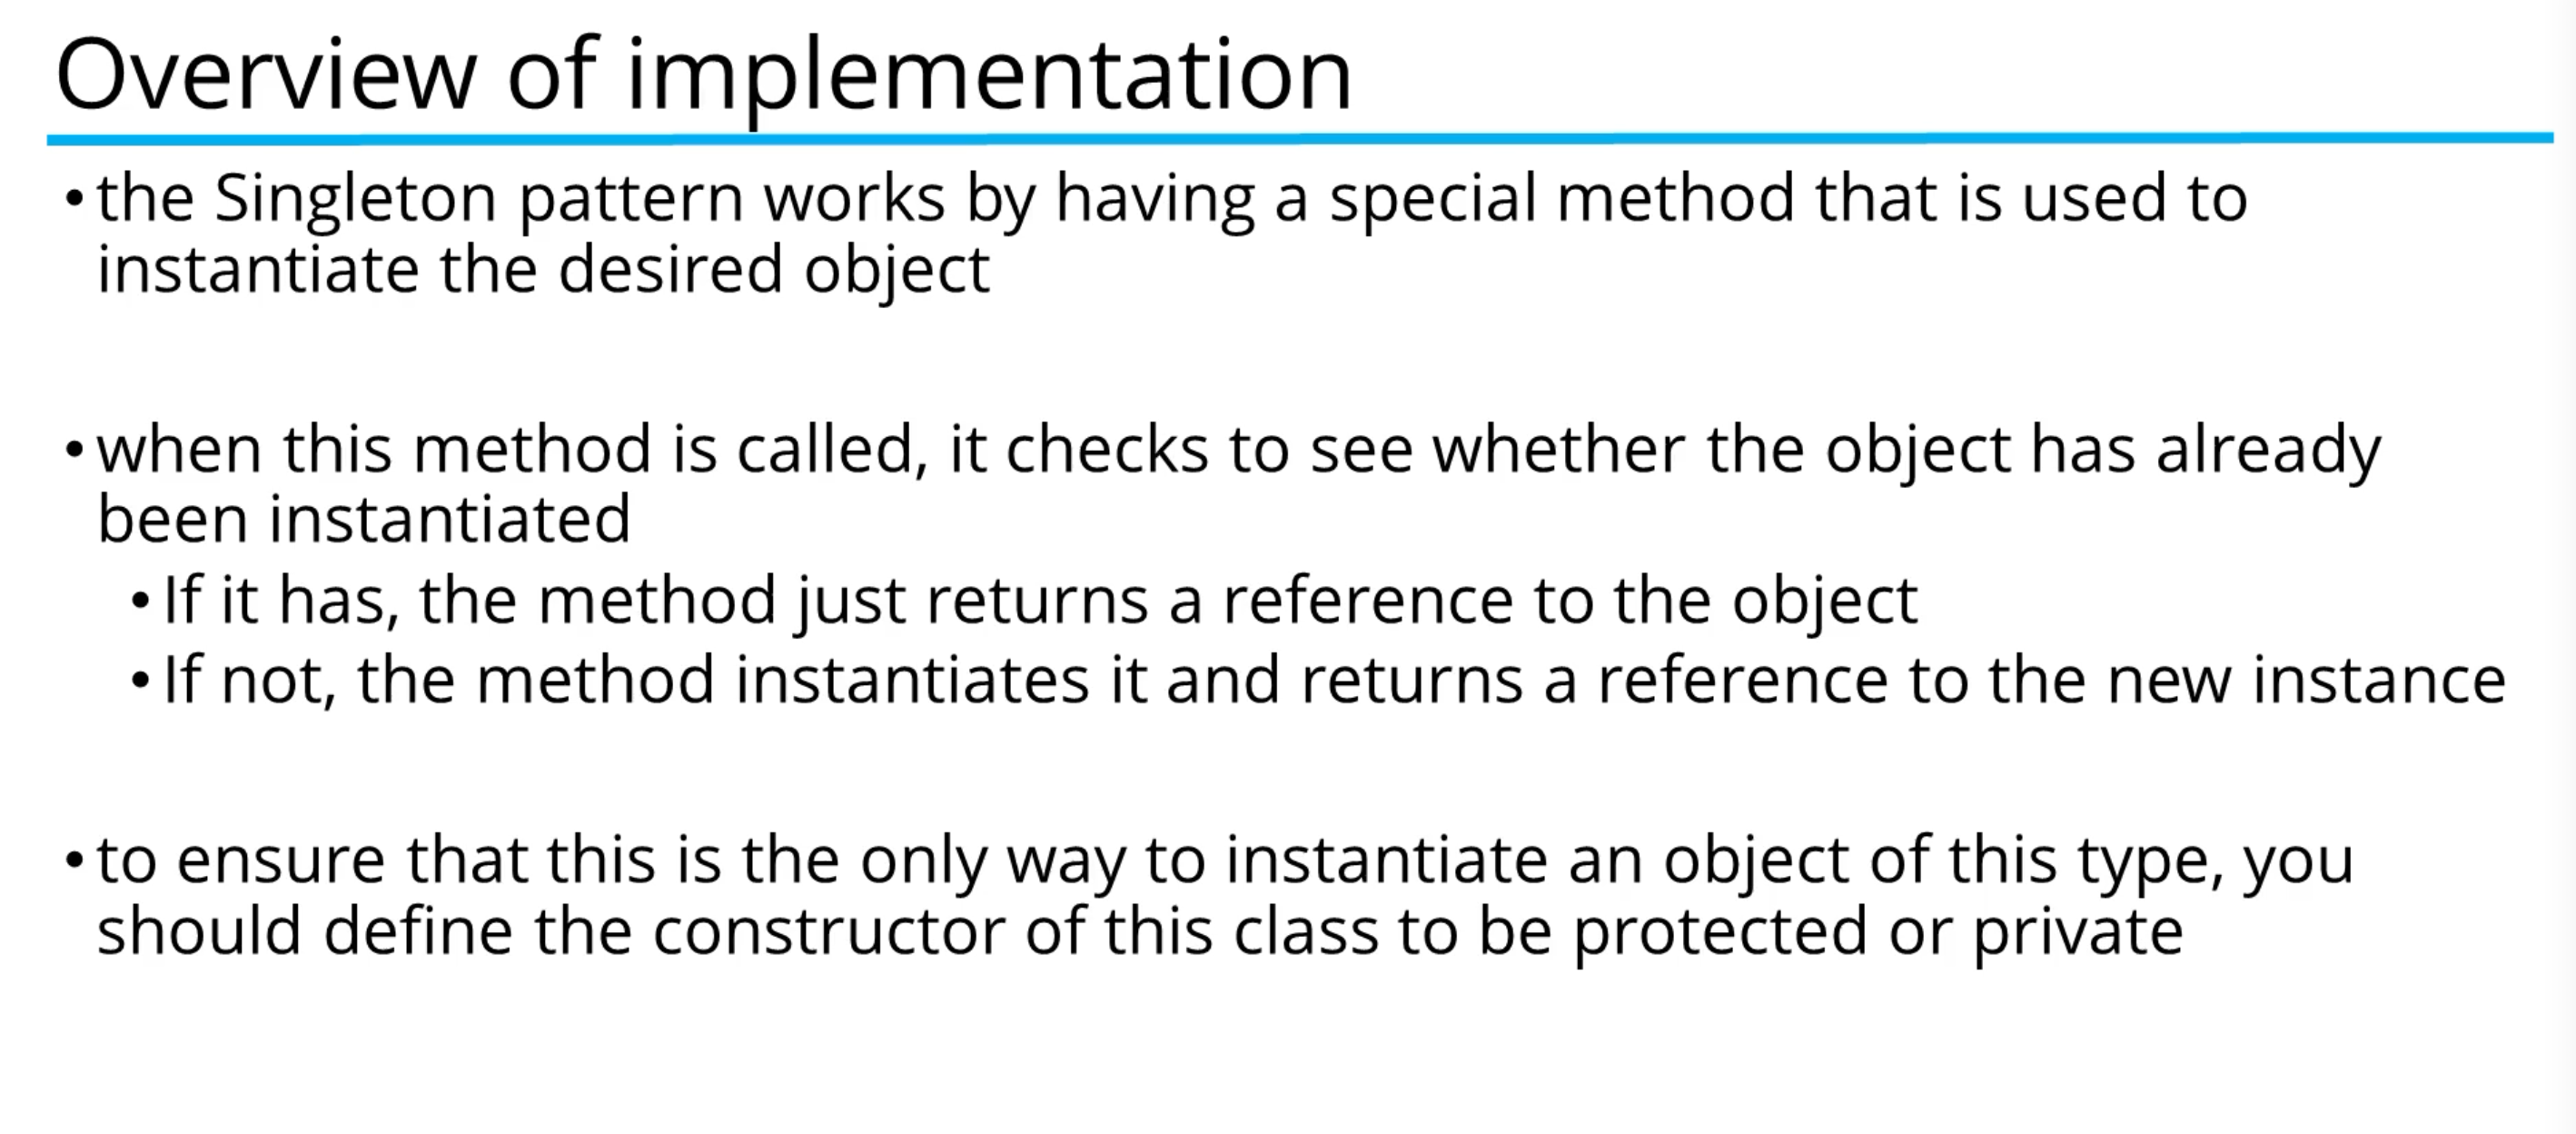 Overview of implementation
• the Singleton pattern works by having a special method that is used to
instantiate the desired object
• when this method is called, it checks to see whether the object has already
been instantiated
• If it has, the method just returns a reference to the object
• If not, the method instantiates it and returns a reference to the new instance
• to ensure that this is the only way to instantiate an object of this type, you
should define the constructor of this class to be protected or private